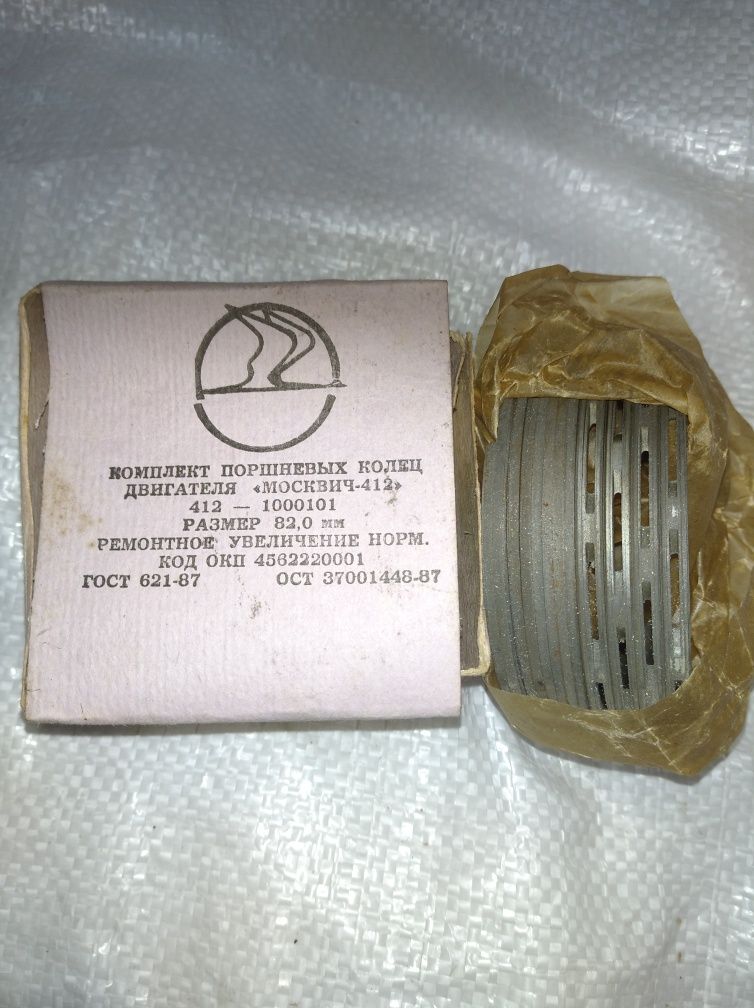 КОМПЛЕКТ ПОРШНЕВЫХ КОЛЕЦ
ДВИГАТЕЛЯ «МОСКВИЧ-412»
412 — 1000101
РАЗМЕР 82,0 мм
РЕМОНТНОЕ УВЕЛИЧЕНИЕ НОРМ.
КОД ОКП 4562220001
ГОСТ 621-87 ОСТ 37001448-87